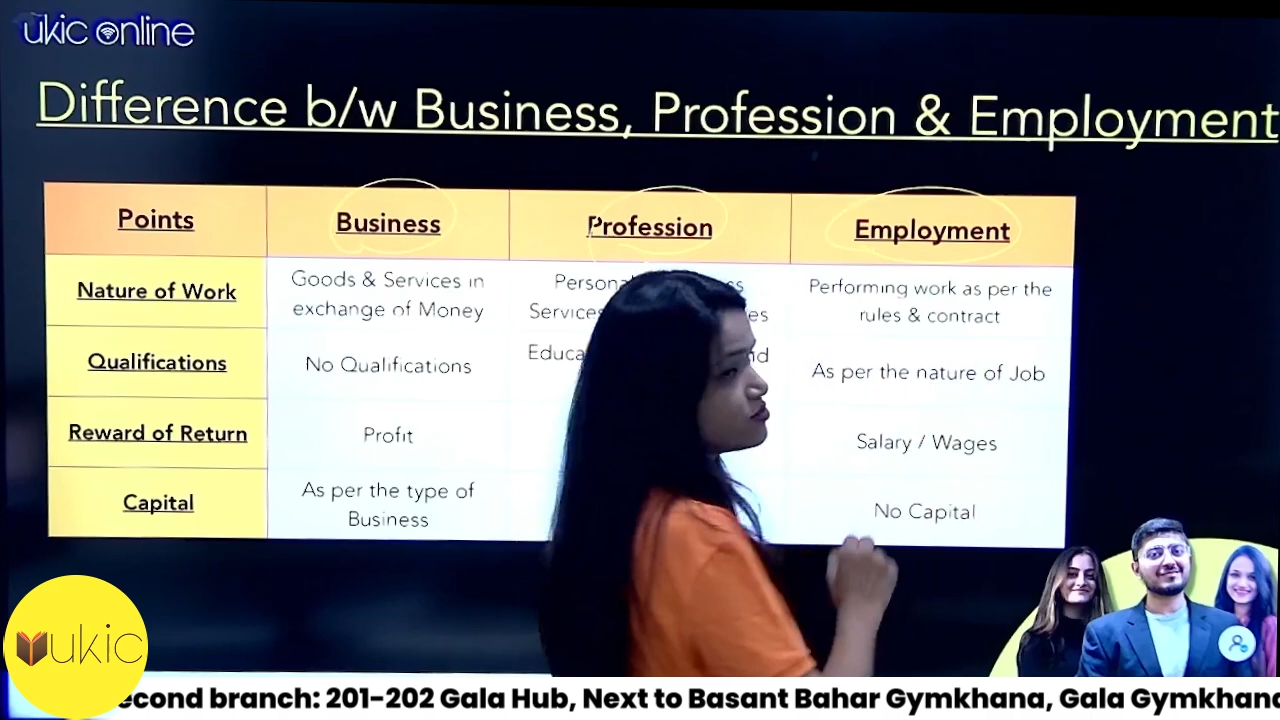 ukic online
Difference b/w Business, Profession & Employment
Points
Business
Profession
Employment
Nature of Work
Goods & Services in
exchange of Money
Services
Performing work as per the
rules & contract
Qualifications
No Qualifications
As per the nature of Job
Reward of Return
Profit
Salary / Wages
Capital
As per the type of
Business
No Capital
ukic
second branch: 201-202 Gala Hub, Next to Basant Bahar Gymkhana, Gala Gymkhana